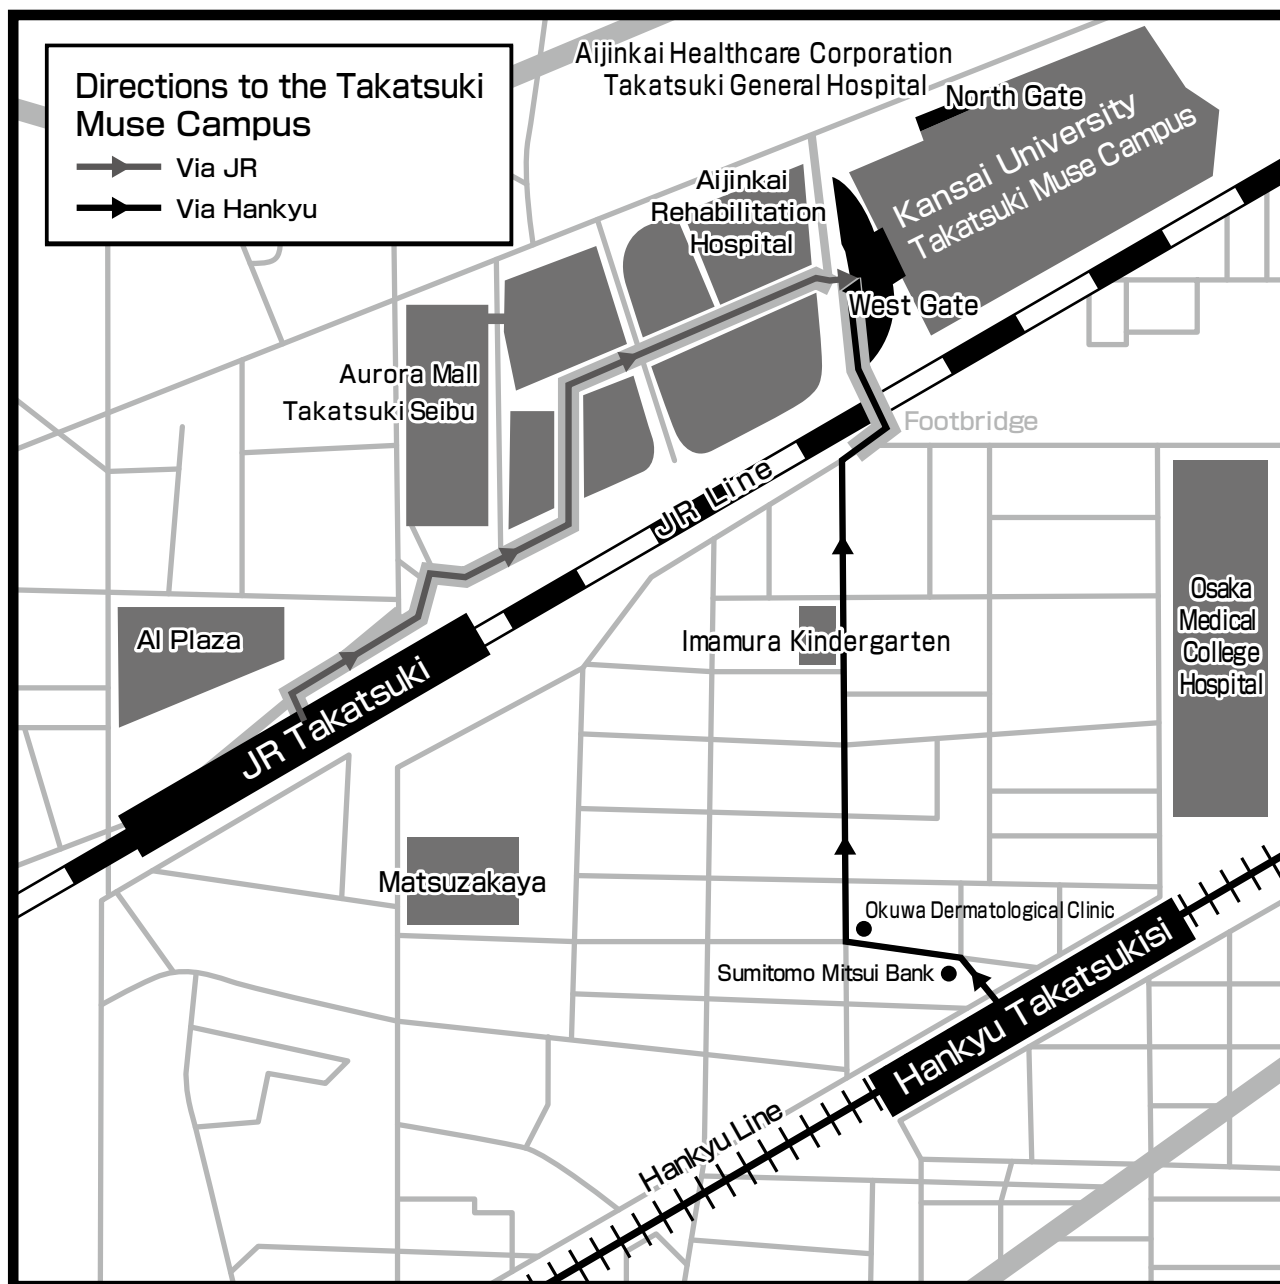 Directions to the Takatsuki
Muse Campus
Via JR
Via Hankyu
Aijinkai Healthcare Corporation
Takatsuki General Hospital
North Gate
Kansai University
Takatsuki Muse Campus
Aijinkai
Rehabilitation
Hospital
West Gate
Aurora Mall
Takatsuki Seibu
Footbridge
JR Line
Osaka
Medical
College
Hospital
Al Plaza
Imamura Kindergarten
JR Takatsuki
Matsuzakaya
Okuwa Dermatological Clinic
Sumitomo Mitsui Bank
Hankyu Takatsukisi
Hankyu Line